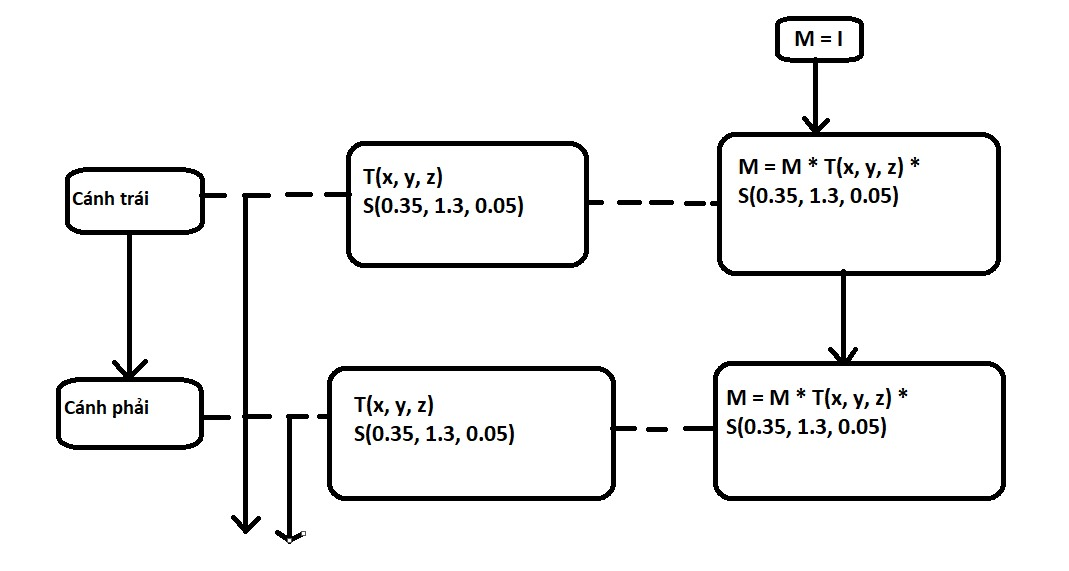 M = I
Cánh trái
T(x, y, z)
S(0.35, 1.3, 0.05)
M = M * T(x, y, z) *
S(0.35, 1.3, 0.05)
Cánh phải
T(x, y, z)
S(0.35, 1.3, 0.05)
M = M * T(x, y, z) *
S(0.35, 1.3, 0.05)